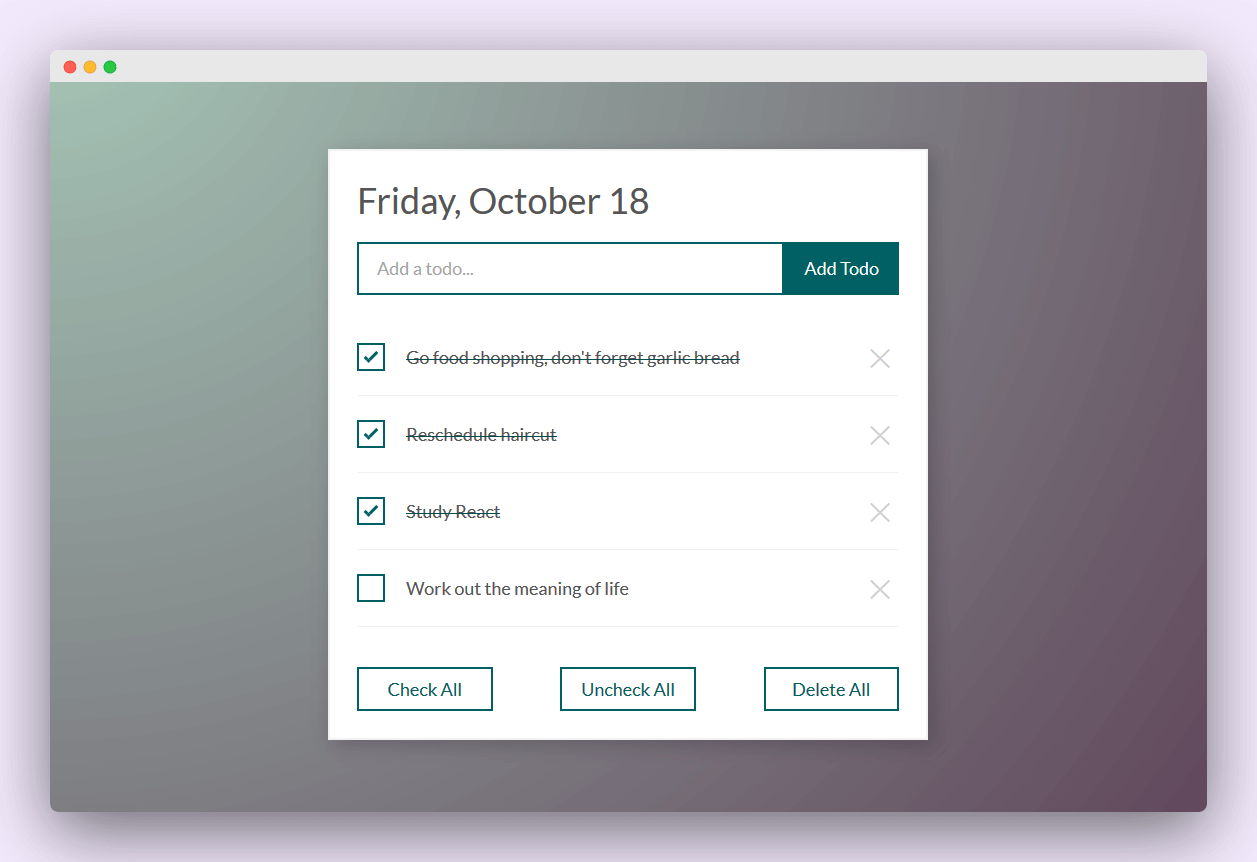 Friday, October 18
Add a todo... Add Todo
Go food shopping, don't forget garlic bread
Reschedule haircut
Study React
Work out the meaning of life
Check All Uncheck All Delete All